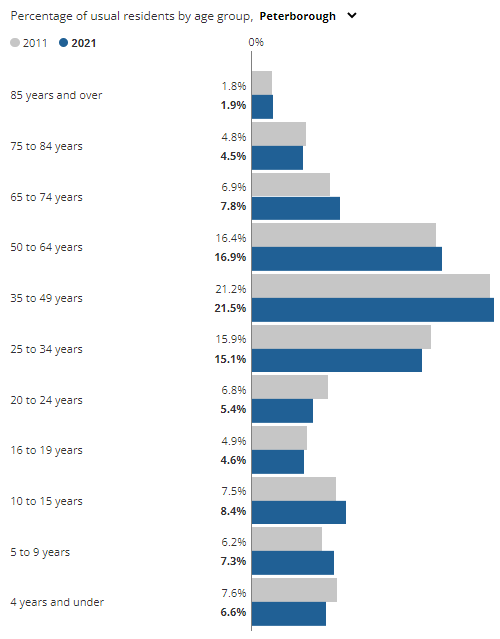 Percentage of usual residents by age group, Peterborough
2011 2021
0%
85 years and over
1.8%
1.9%
75 to 84 years
4.8%
4.5%
65 to 74 years
6.9%
7.8%
50 to 64 years
16.4%
16.9%
35 to 49 years
21.2%
21.5%
25 to 34 years
15.9%
15.1%
20 to 24 years
6.8%
5.4%
16 to 19 years
4.9%
4.6%
10 to 15 years
7.5%
8.4%
5 to 9 years
6.2%
7.3%
4 years and under
7.6%
6.6%